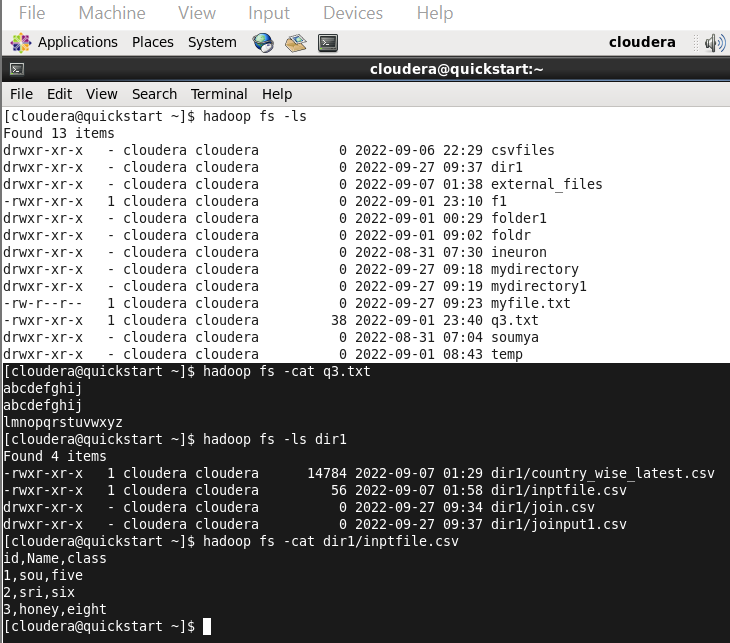 File Machine View Input Devices Help
Applications Places System cloudera
cloudera@quickstart:~
File Edit View Search Terminal Help
[cloudera@quickstart ~]$ hadoop fs -ls
Found 13 items
drwxr-xr-x   - cloudera cloudera          0 2022-09-06 22:29 csvfiles
drwxr-xr-x   - cloudera cloudera          0 2022-09-27 09:37 dir1
drwxr-xr-x   - cloudera cloudera          0 2022-09-07 01:38 external_files
-rwxr-xr-x   1 cloudera cloudera          0 2022-09-01 23:10 f1
drwxr-xr-x   - cloudera cloudera          0 2022-09-01 00:29 folder1
drwxr-xr-x   - cloudera cloudera          0 2022-09-01 09:02 foldr
drwxr-xr-x   - cloudera cloudera          0 2022-08-31 07:30 ineuron
drwxr-xr-x   - cloudera cloudera          0 2022-09-27 09:18 mydirectory
drwxr-xr-x   - cloudera cloudera          0 2022-09-27 09:19 mydirectory1
-rw-r--r--   1 cloudera cloudera          0 2022-09-27 09:23 myfile.txt
-rwxr-xr-x   1 cloudera cloudera         38 2022-09-01 23:40 q3.txt
drwxr-xr-x   - cloudera cloudera          0 2022-08-31 07:04 soumya
drwxr-xr-x   - cloudera cloudera          0 2022-09-01 08:43 temp
[cloudera@quickstart ~]$ hadoop fs -cat q3.txt
abcdefghij
abcdefghij
lmnopqrstuvwxyz
[cloudera@quickstart ~]$ hadoop fs -ls dir1
Found 4 items
-rwxr-xr-x   1 cloudera cloudera      14784 2022-09-07 01:29 dir1/country_wise_latest.csv
-rwxr-xr-x   1 cloudera cloudera         56 2022-09-07 01:58 dir1/inptfile.csv
drwxr-xr-x   - cloudera cloudera          0 2022-09-27 09:34 dir1/join.csv
drwxr-xr-x   - cloudera cloudera          0 2022-09-27 09:37 dir1/joinput1.csv
[cloudera@quickstart ~]$ hadoop fs -cat dir1/inptfile.csv
id,Name,class
1,sou,five
2,sri,six
3,honey,eight
[cloudera@quickstart ~]$